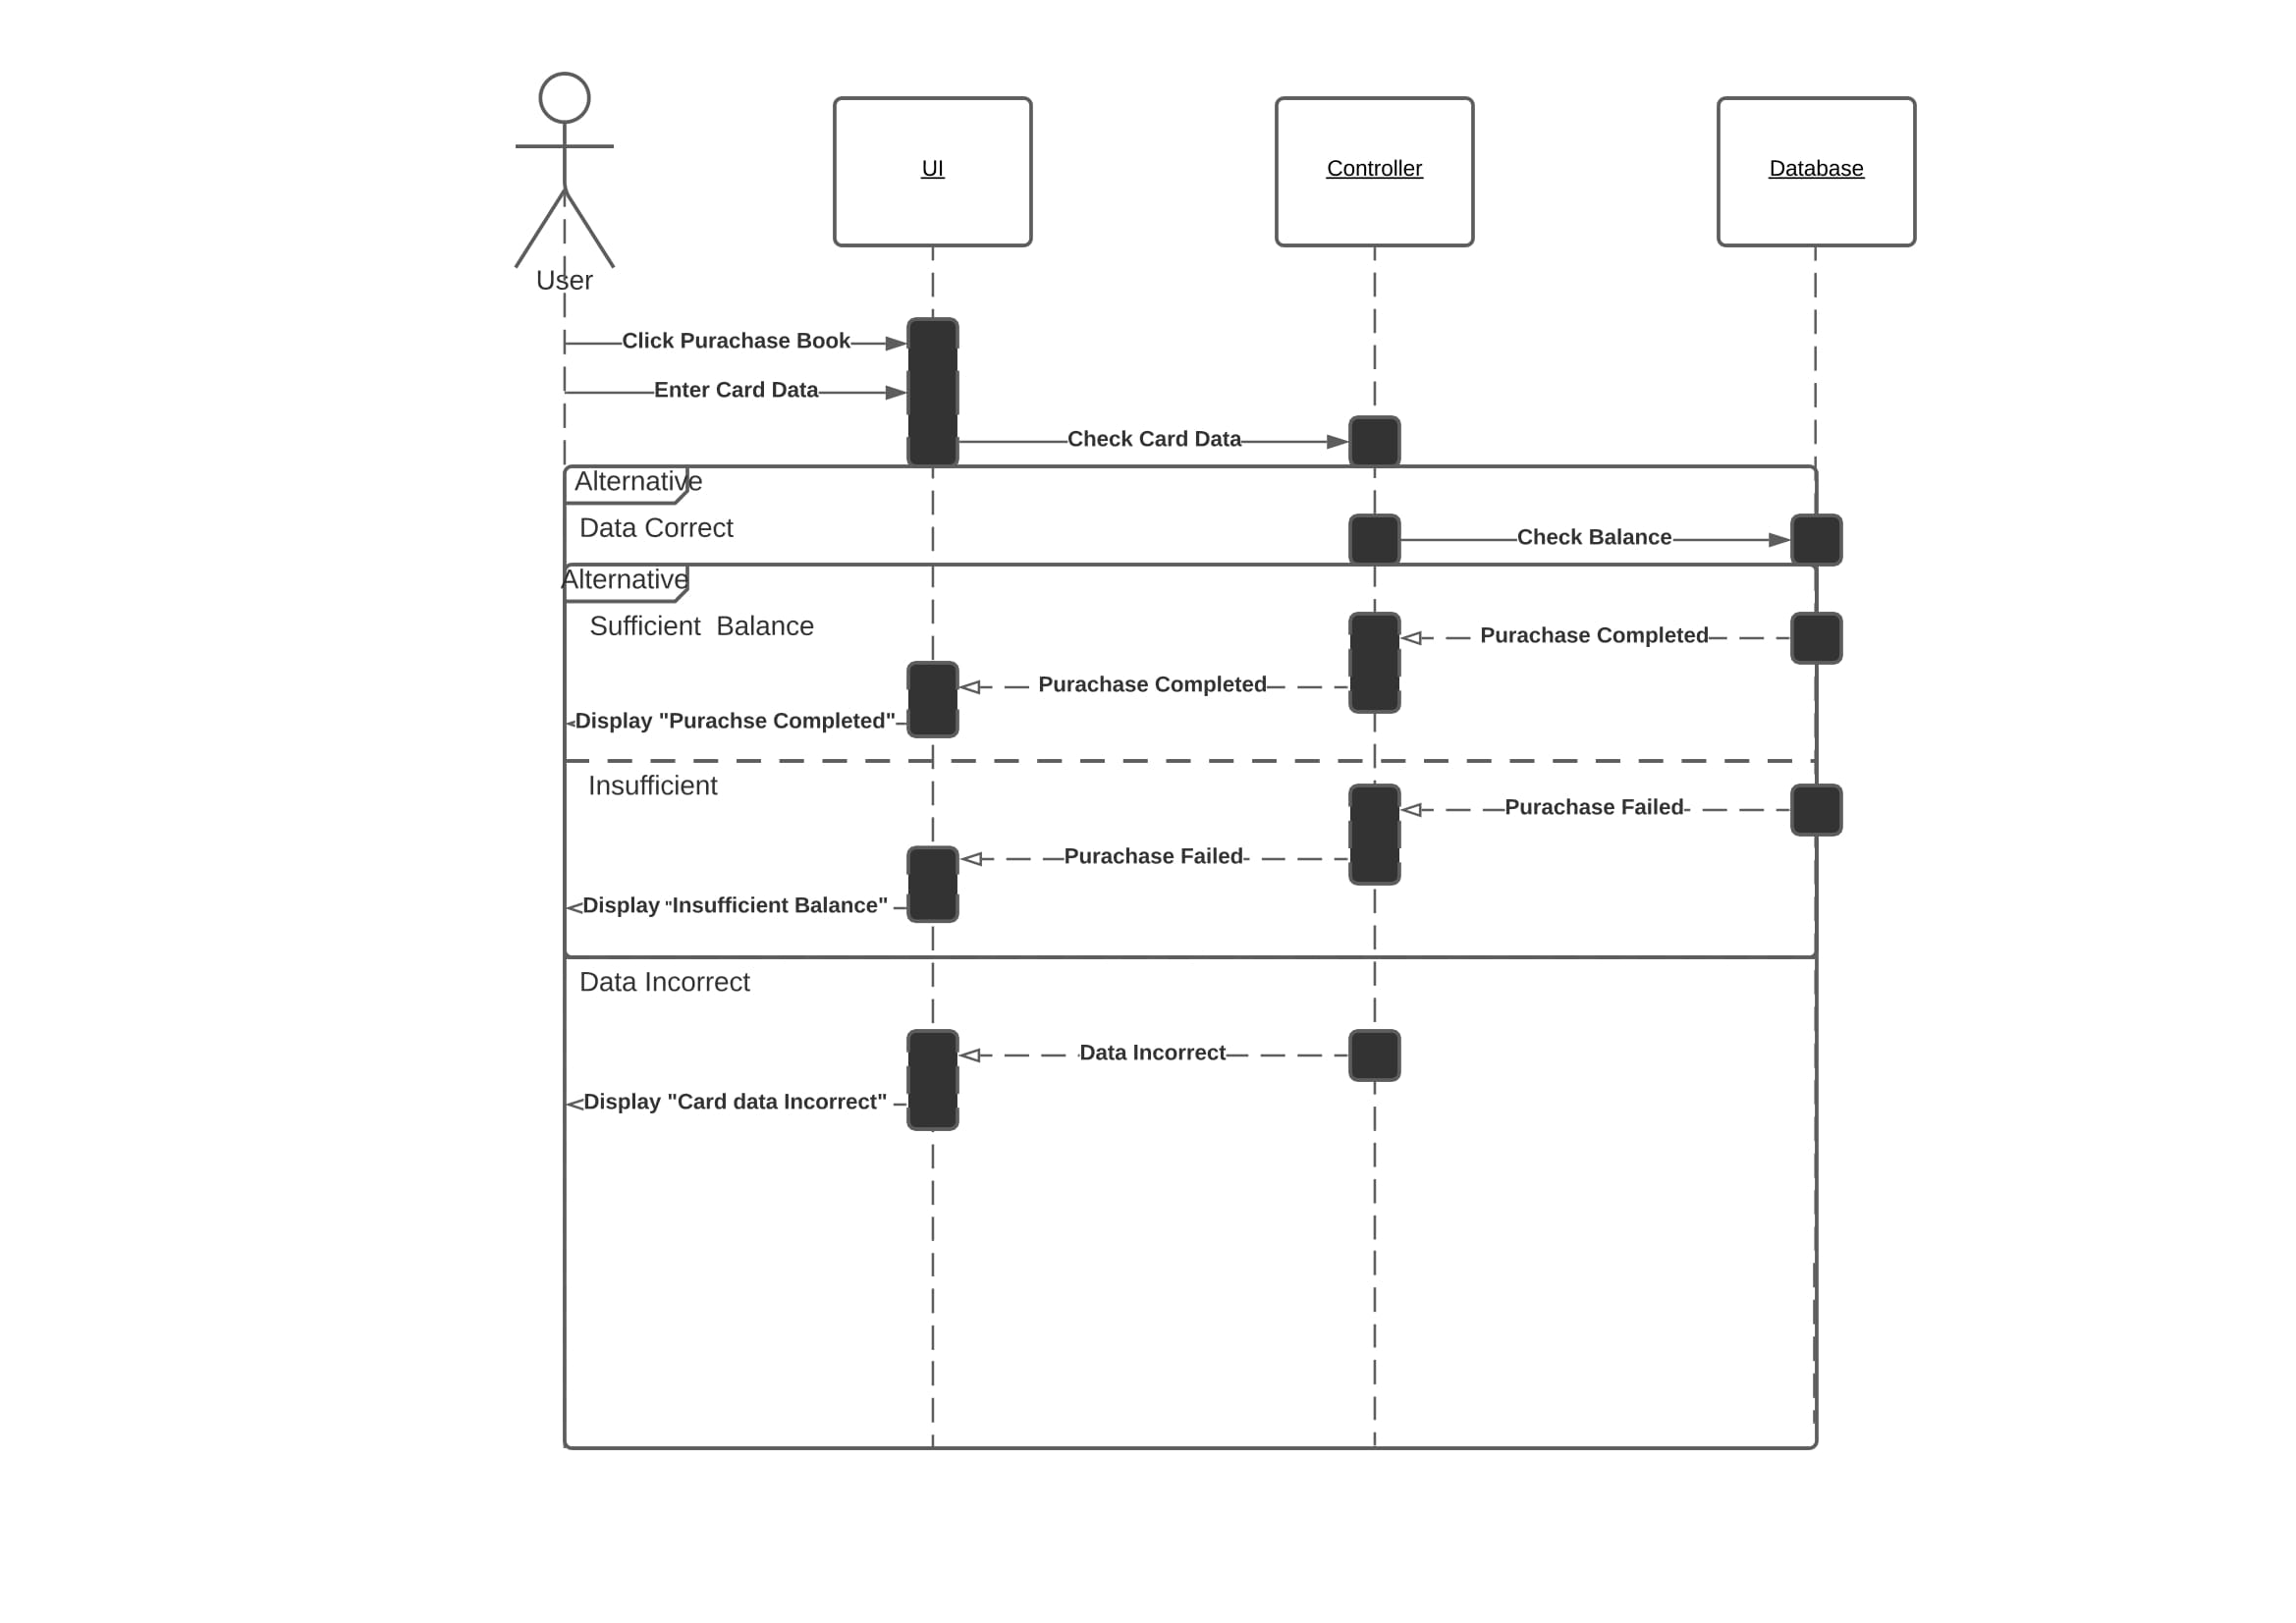 UI
Controller
Database
User
Click Purachase Book
Enter Card Data
Check Card Data
Alternative
Data Correct
Check Balance
Alternative
Sufficient  Balance
Purachase Completed
Purachase Completed
Display "Purachse Completed"
Insufficient
Purachase Failed
Purachase Failed
Display "Insufficient Balance"
Data Incorrect
Data Incorrect
Display "Card data Incorrect"